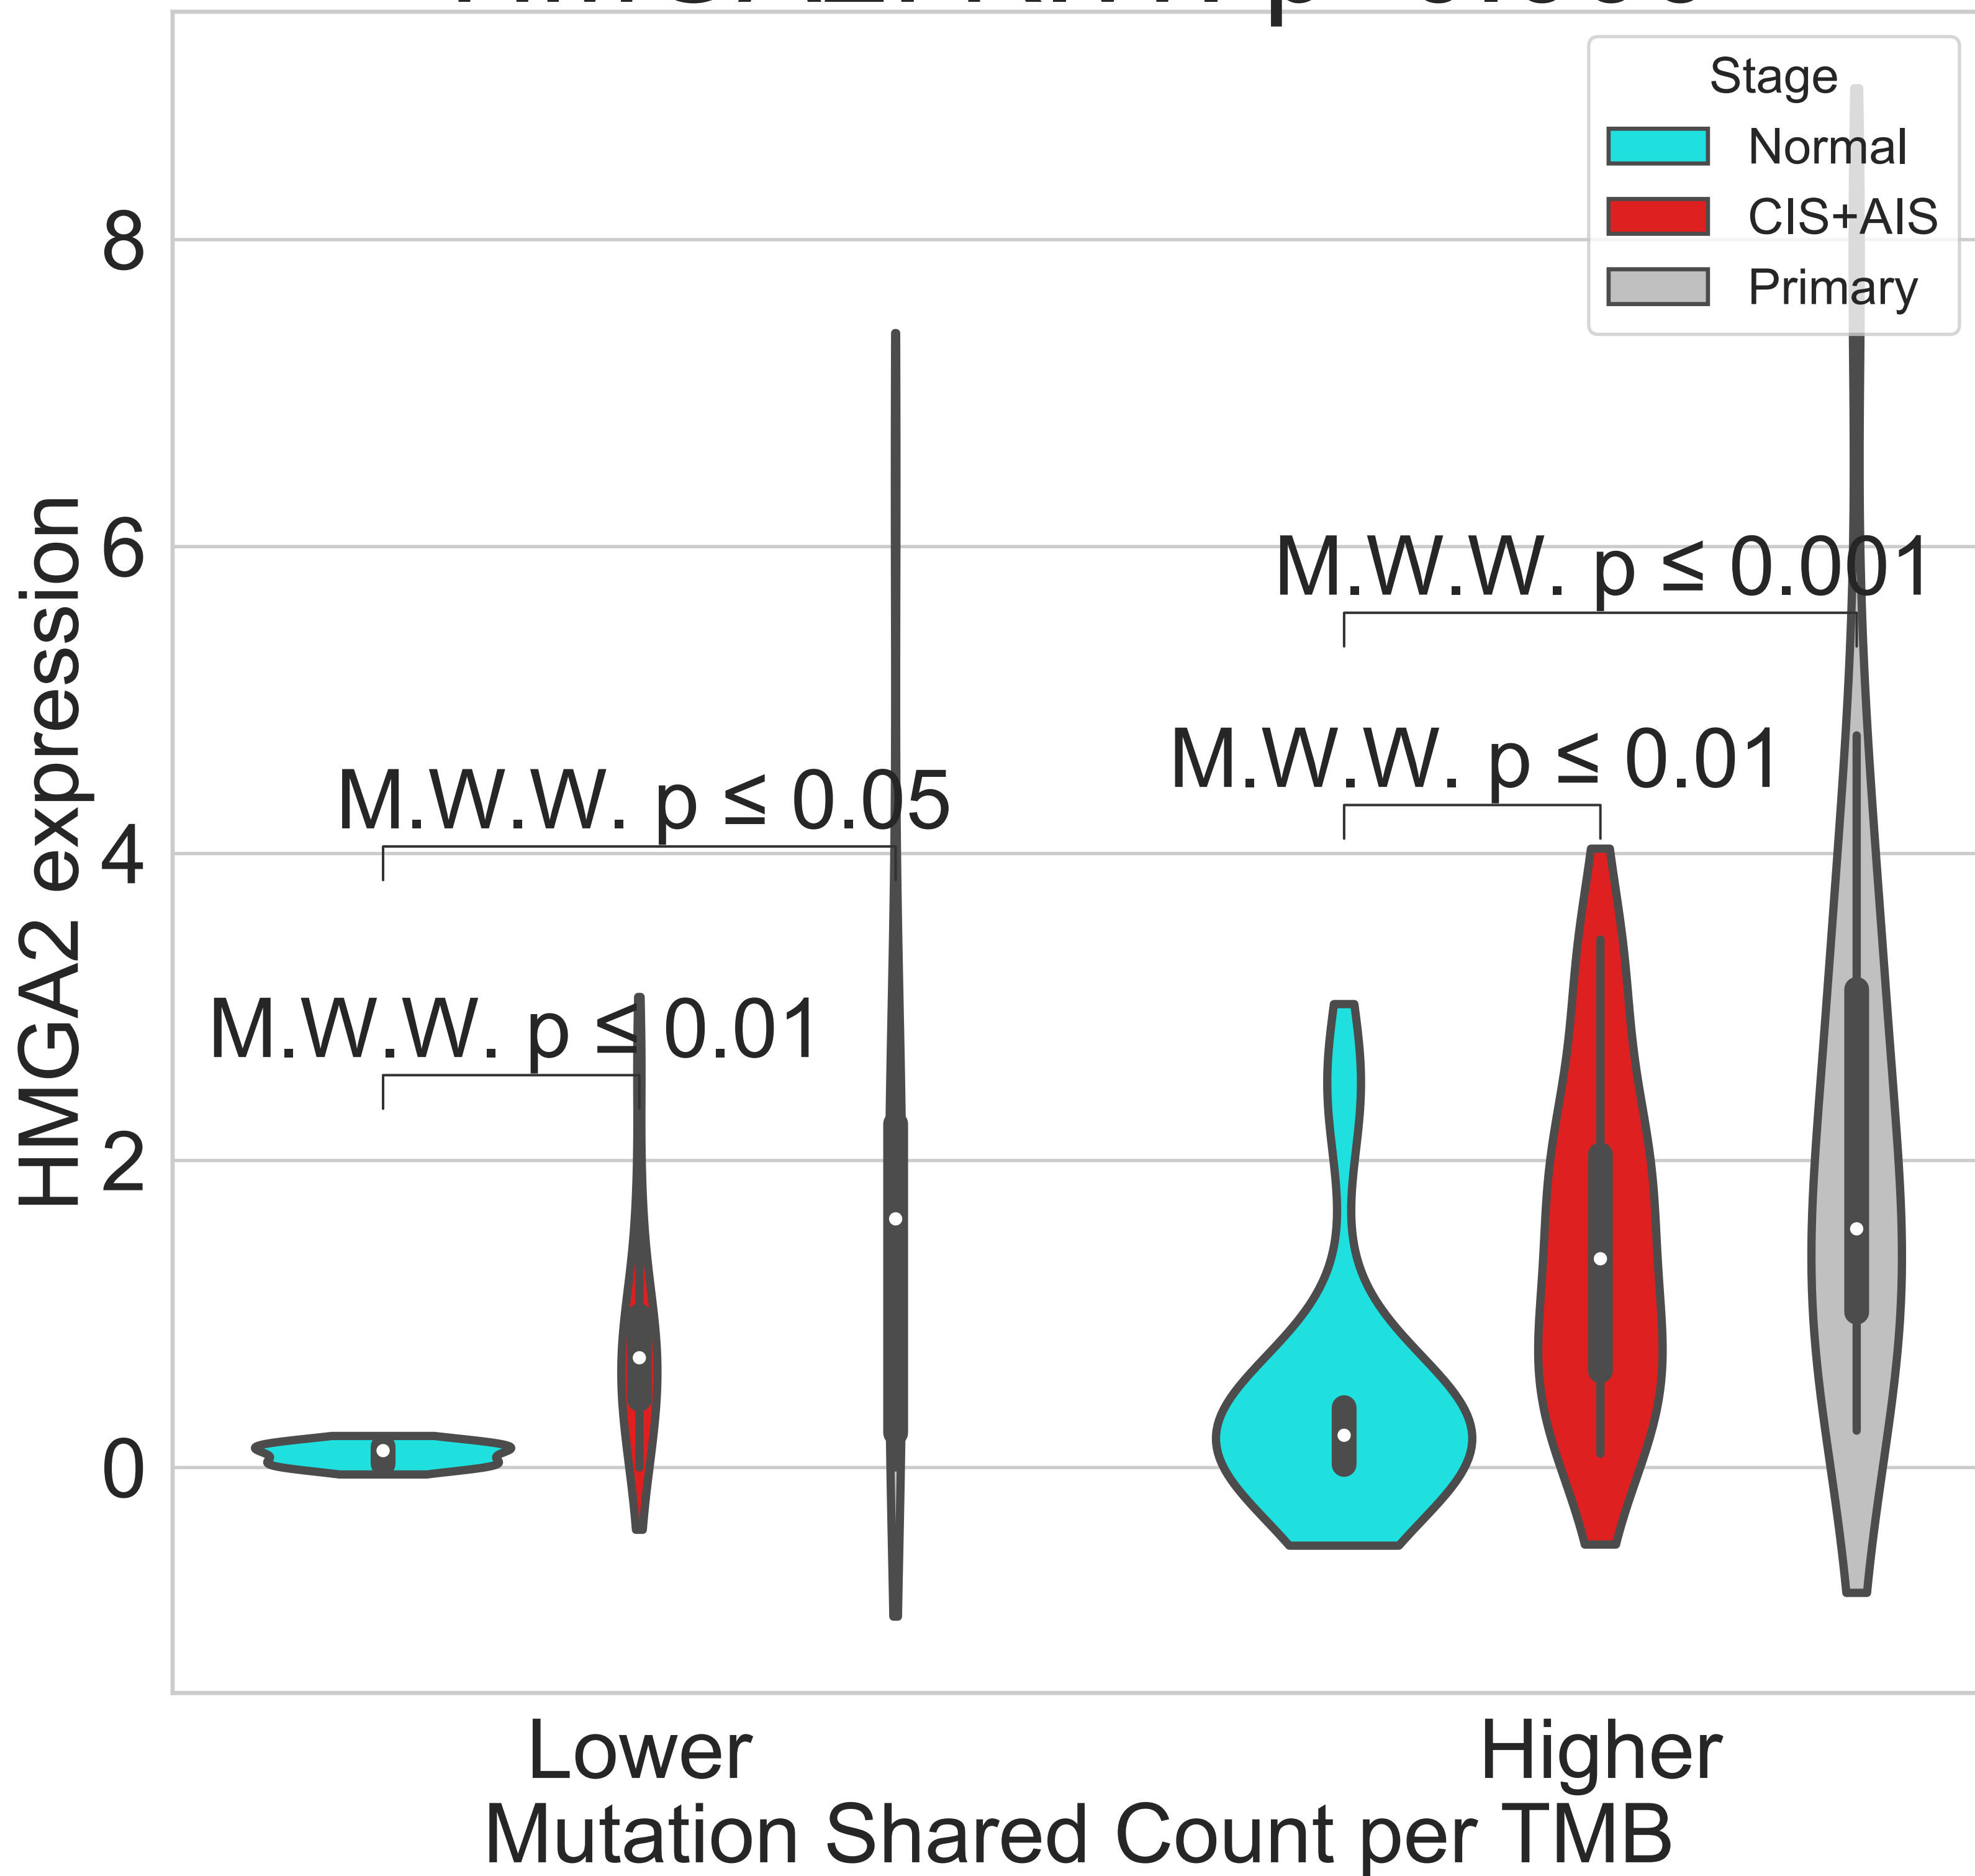 Stage
Normal
CIS+AIS
Primary
8
6
4
2
0
HMGA2 expression
M.W.W. p ≤ 0.001
M.W.W. p ≤ 0.01
M.W.W. p ≤ 0.05
M.W.W. p ≤ 0.01
Lower
Higher
Mutation Shared Count per TMB